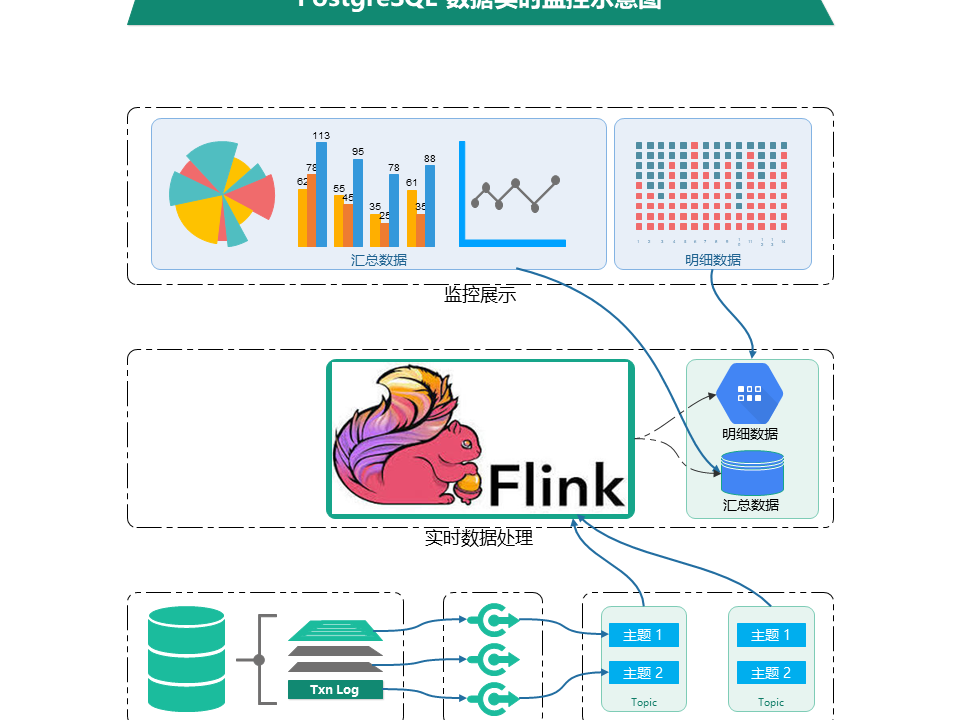 PostgreSQL 数据实时监控示意图
113
95
88
78
78
62
61
55
45
35
35
25
汇总数据
明细数据
监控展示
Flink
明细数据
汇总数据
实时数据处理
主题 1
主题 1
主题 2
主题 2
Txn Log
Topic
Topic